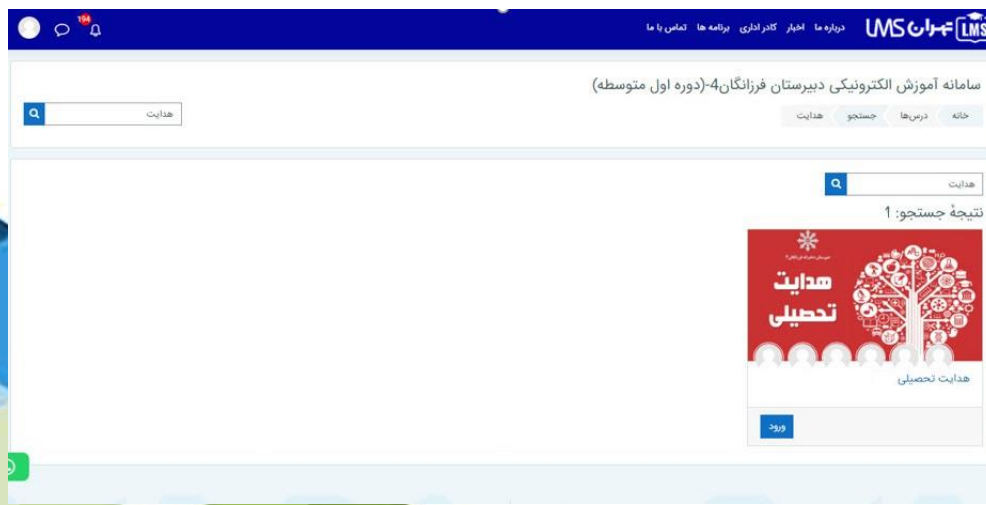 LMS تهران LMS درباره ما اخبار کادر اداری برنامه ها تماس با ما
194
سامانه آموزش الکترونیکی دبیرستان فرزانگان4-(دوره اول متوسطه)
خانه درس‌ها جستجو هدایت
هدایت
هدایت
نتیجهٔ جستجو: 1
هدایت
تحصیلی
هدایت تحصیلی
ورود